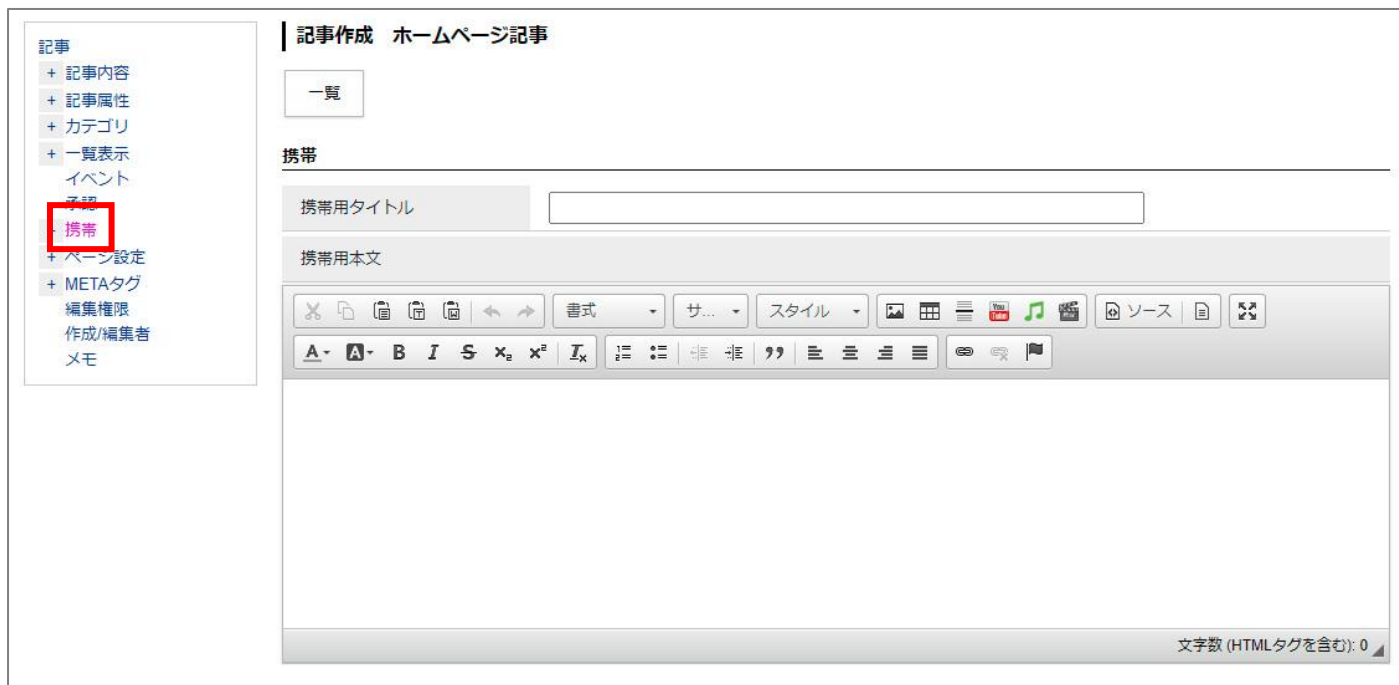 記事
+ 記事内容
+ 記事属性
+ カテゴリ
+ 一覧表示
イベント
承認
- 携帯
+ ページ設定
+ METAタグ
編集権限
作成/編集者
メモ
記事作成　ホームページ記事
一覧
携帯
携帯用タイトル
携帯用本文
書式 サ... スタイル You Tube ソース
A A B I S x₂ x² Ix
文字数 (HTMLタグを含む): 0